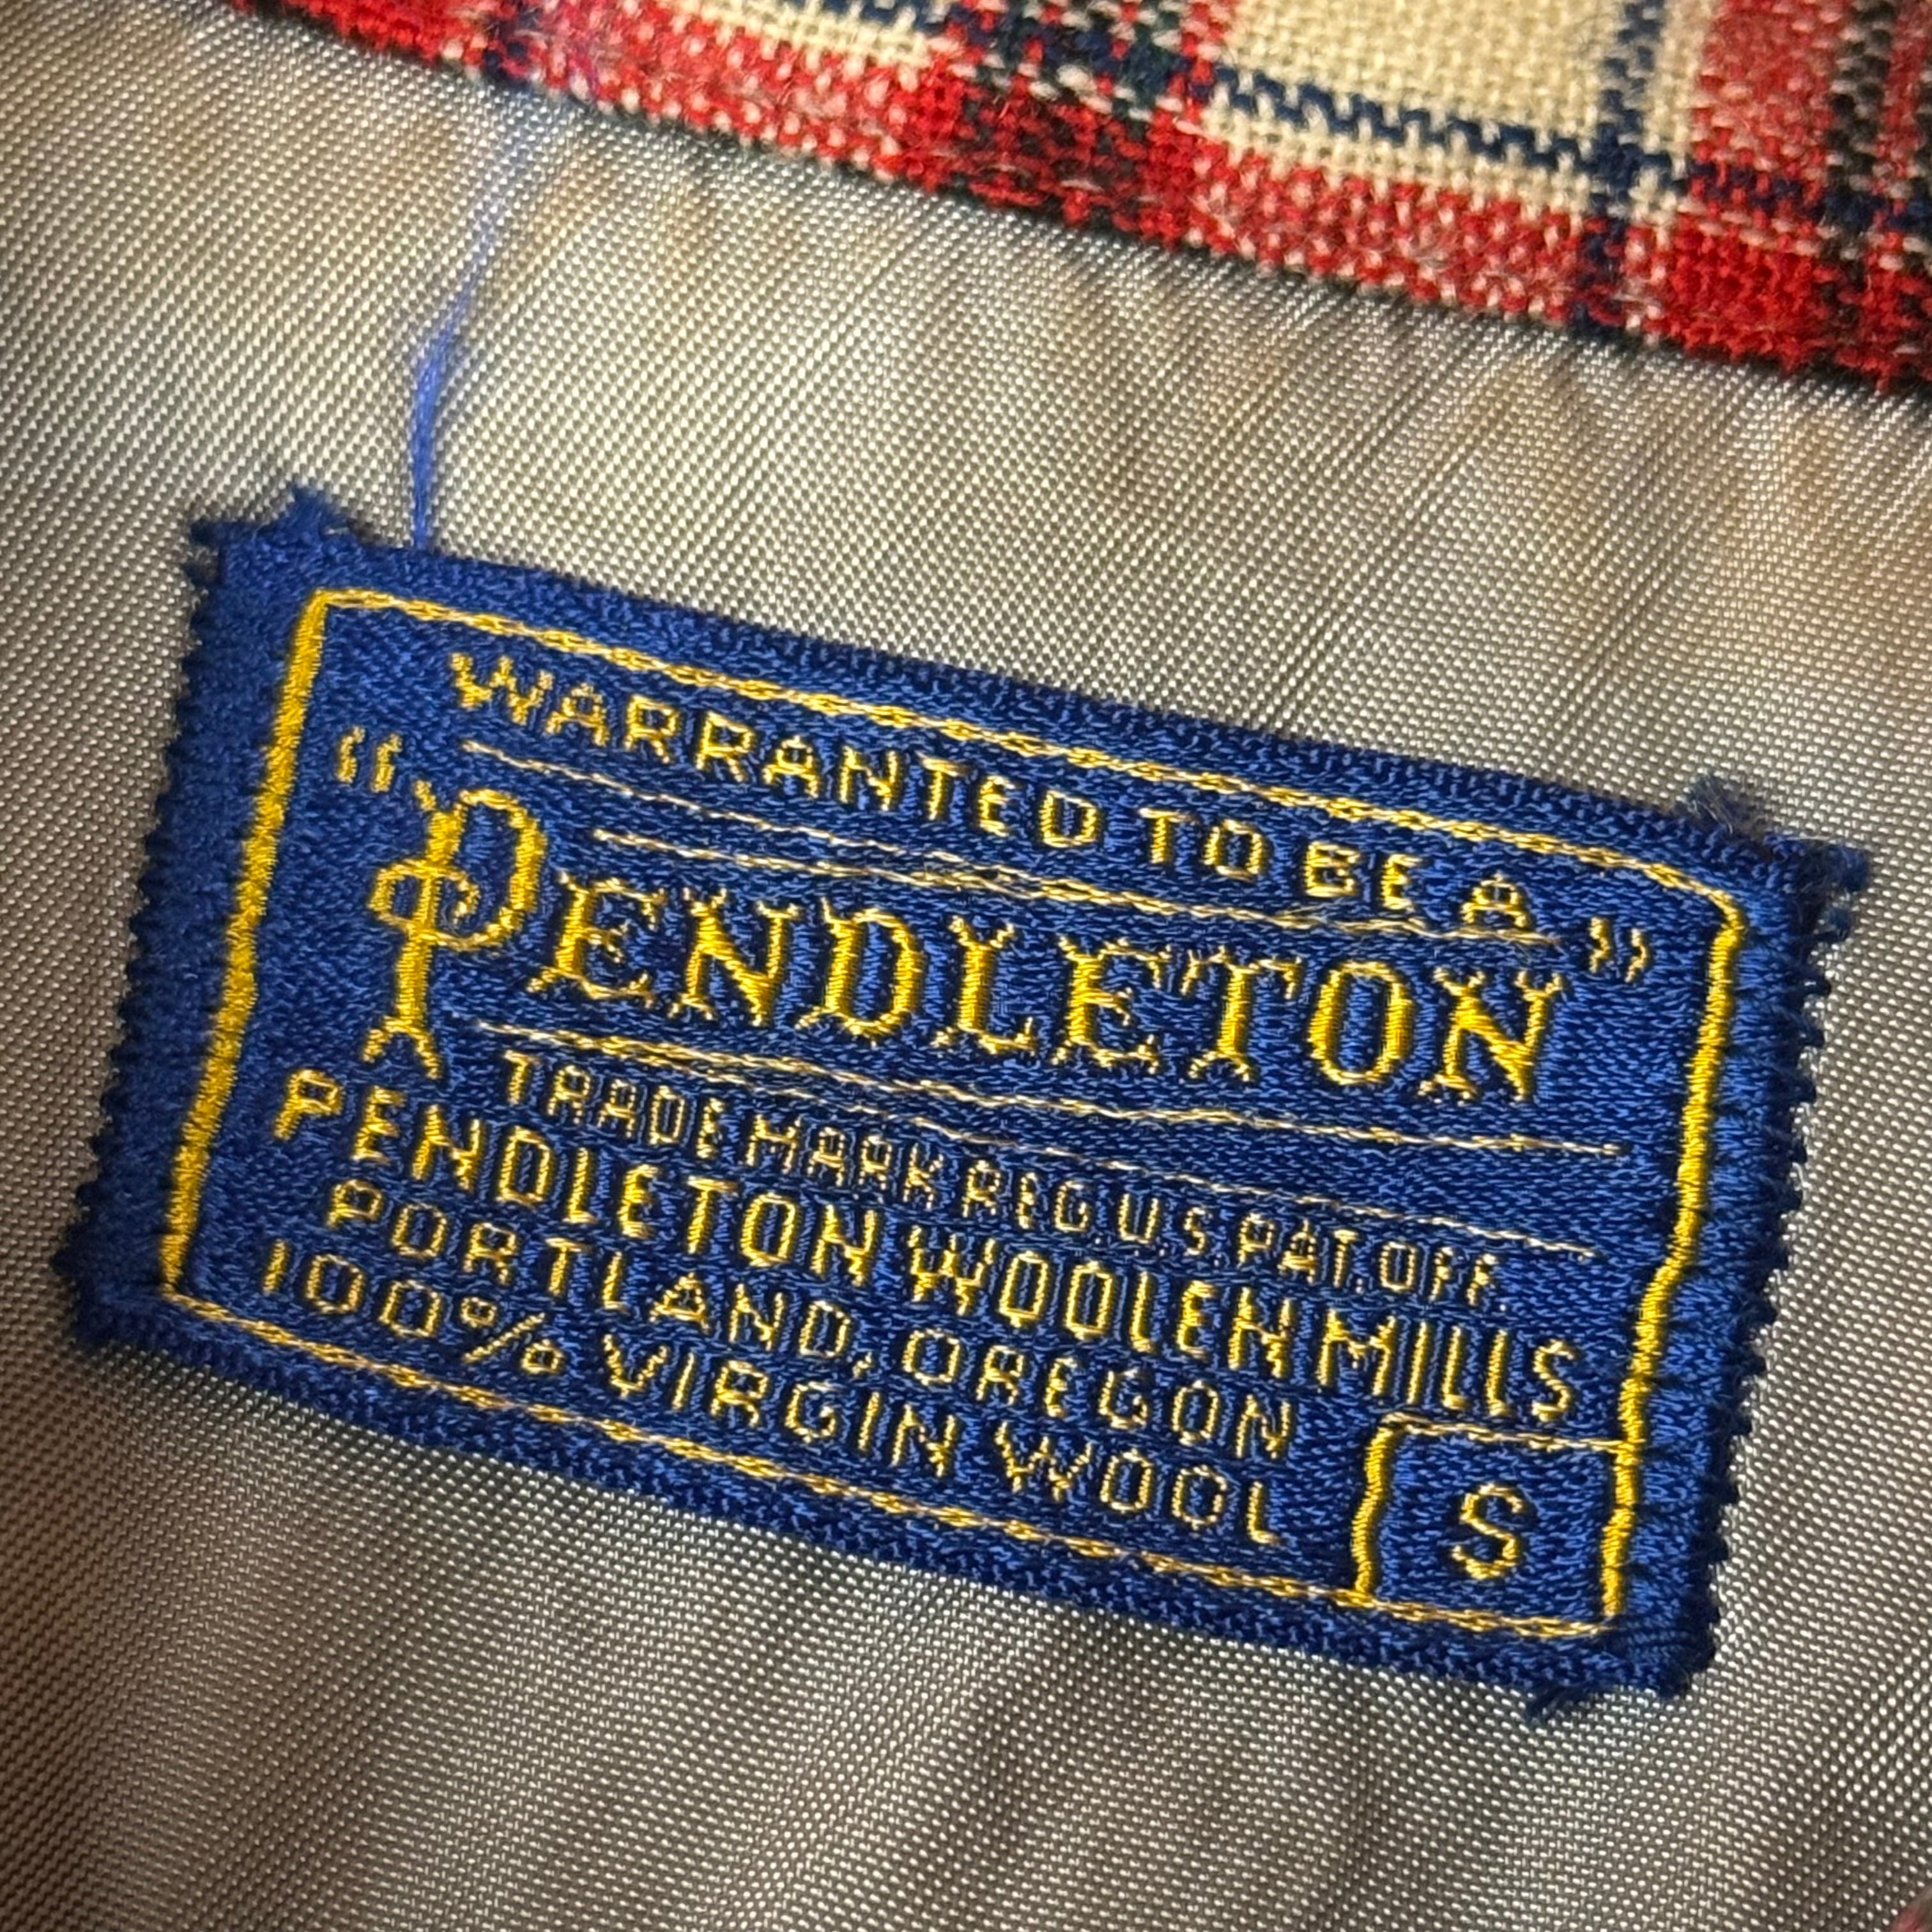 WARRANTED TO BE A
“PENDLETON”
TRADE MARK REG. U.S. PAT. OFF.
PENDLETON WOOLEN MILLS
PORTLAND, OREGON
100% VIRGIN WOOL
S